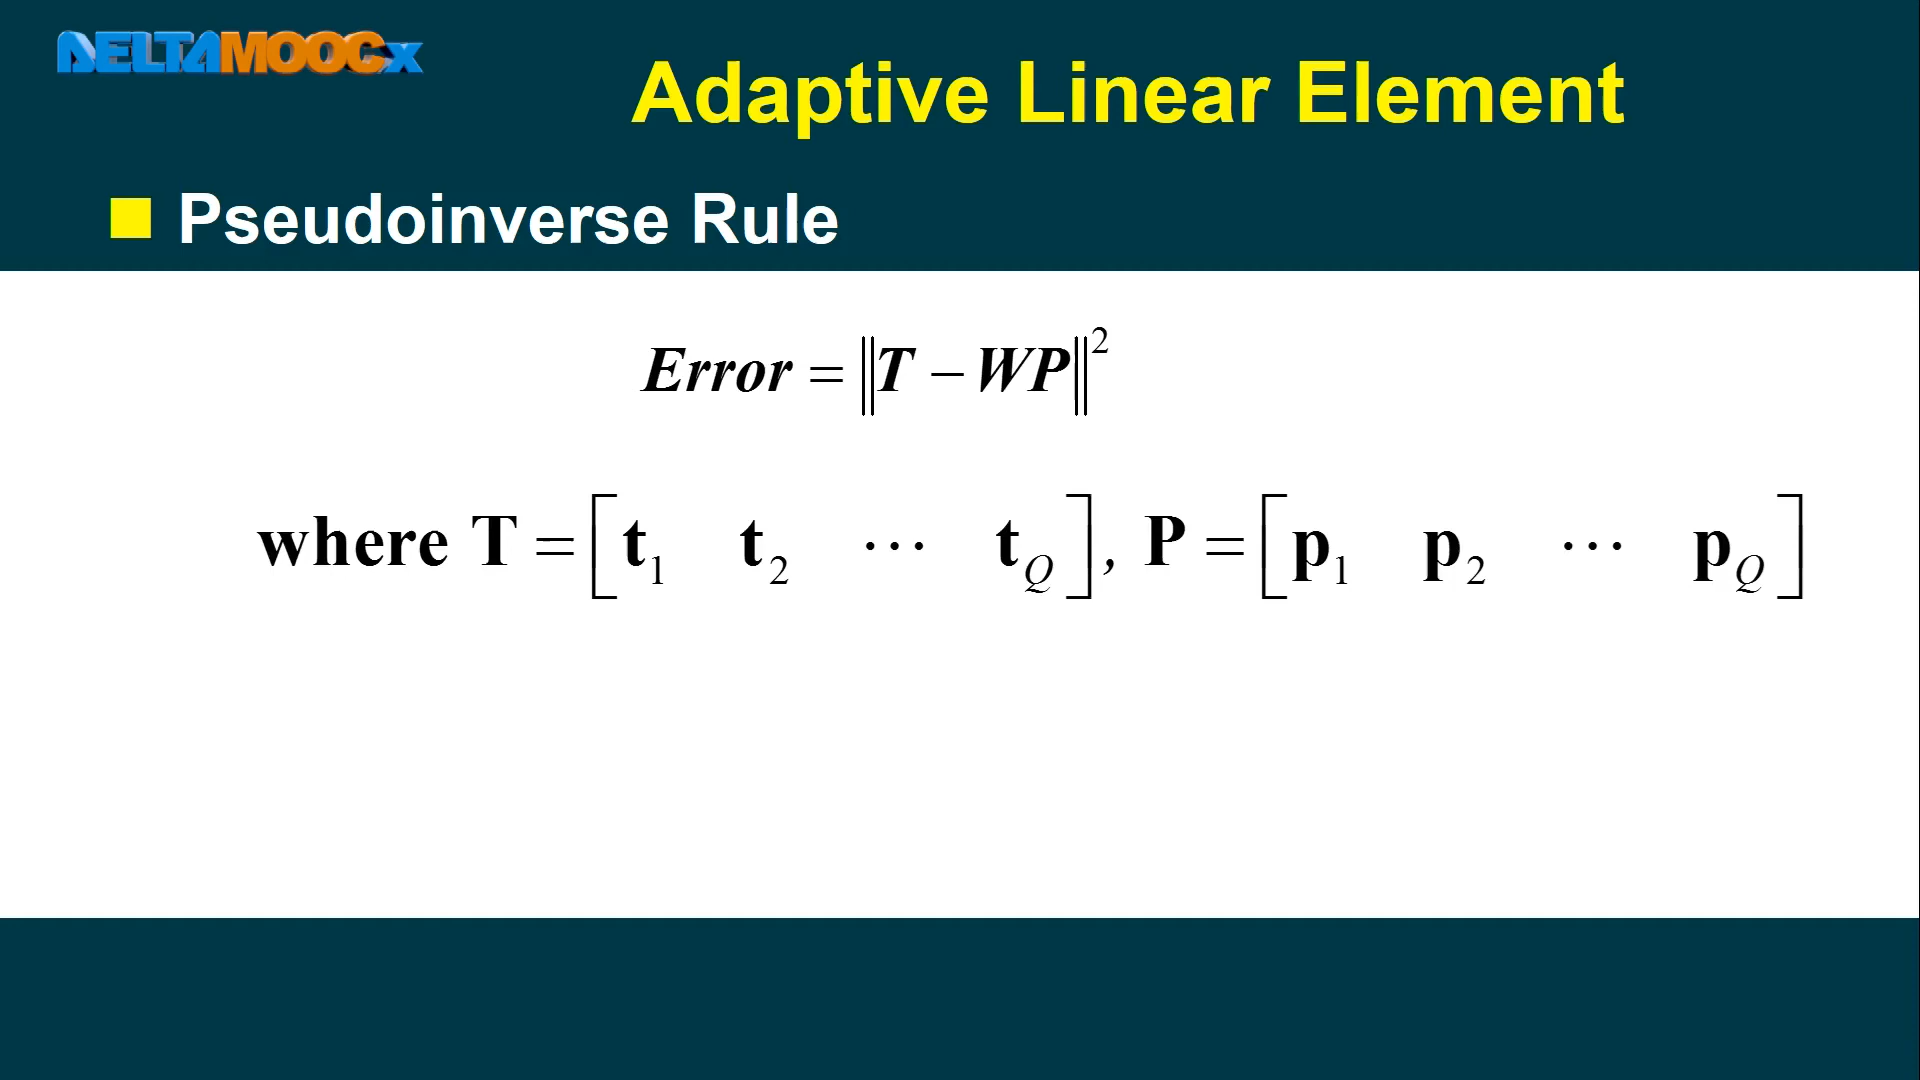 DELTAMOOCx
Adaptive Linear Element
Pseudoinverse Rule
Error = ‖T − WP‖²
where T = [t₁ t₂ ⋯ t_Q], P = [p₁ p₂ ⋯ p_Q]